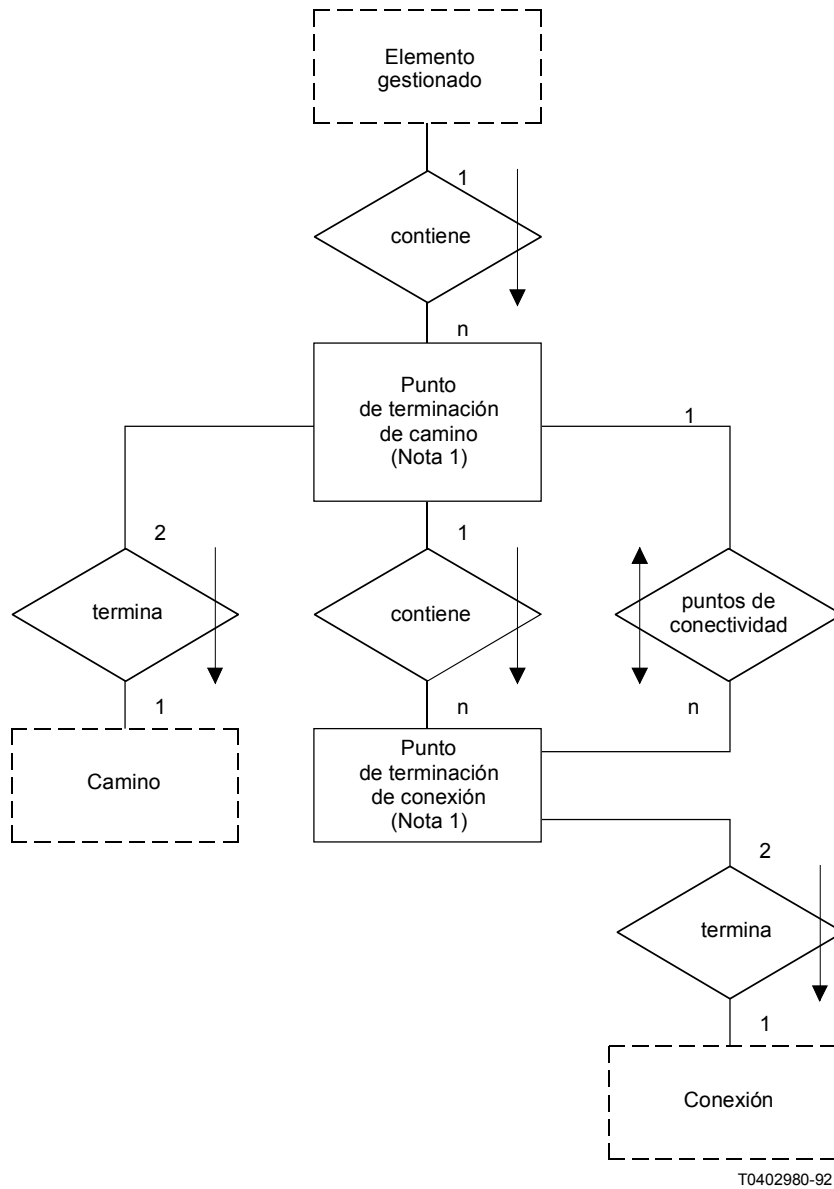 Elemento
gestionado
1
contiene
n
Punto
de terminación
de camino
(Nota 1)
1
2
1
termina
contiene
puntos de
conectividad
1
n
n
Camino
Punto
de terminación
de conexión
(Nota 1)
2
termina
1
Conexión
T0402980-92